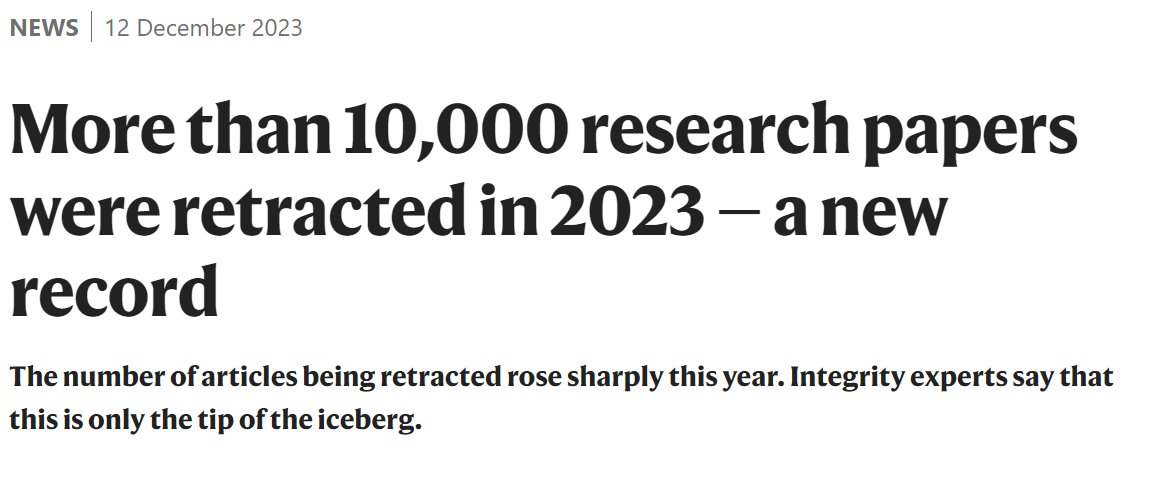 NEWS | 12 December 2023
More than 10,000 research papers
were retracted in 2023 — a new
record
The number of articles being retracted rose sharply this year. Integrity experts say that
this is only the tip of the iceberg.